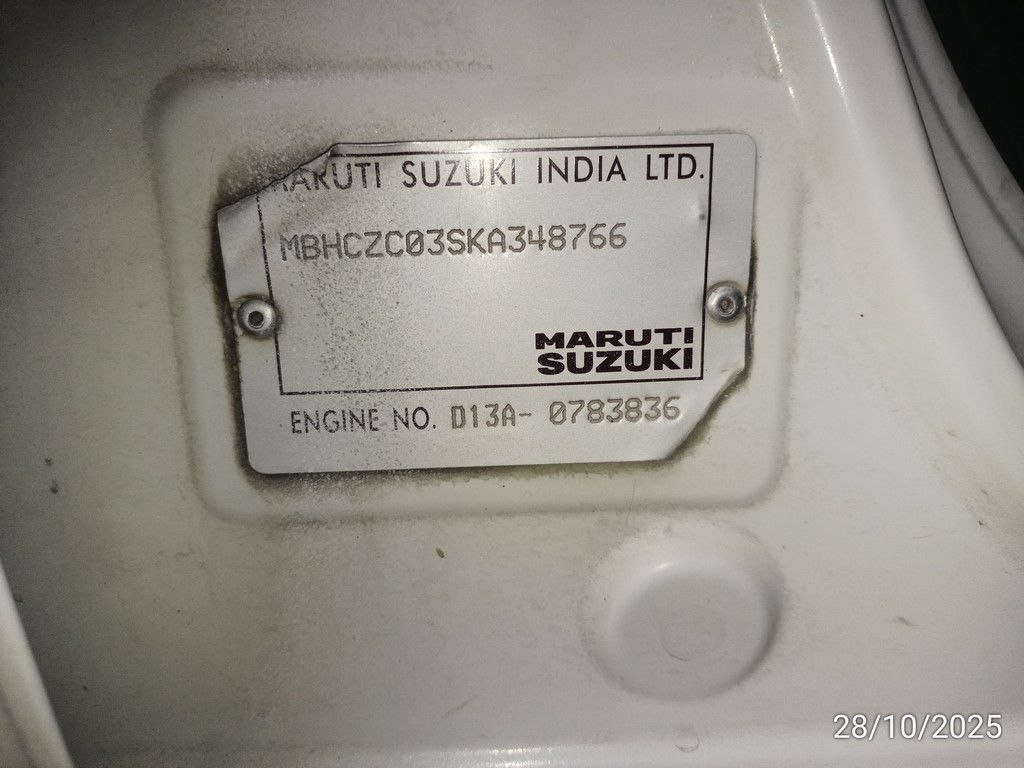 MARUTI SUZUKI INDIA LTD.
MBHCZC03SKA348766
MARUTI
SUZUKI
ENGINE NO. D13A- 0783836
28/10/2025